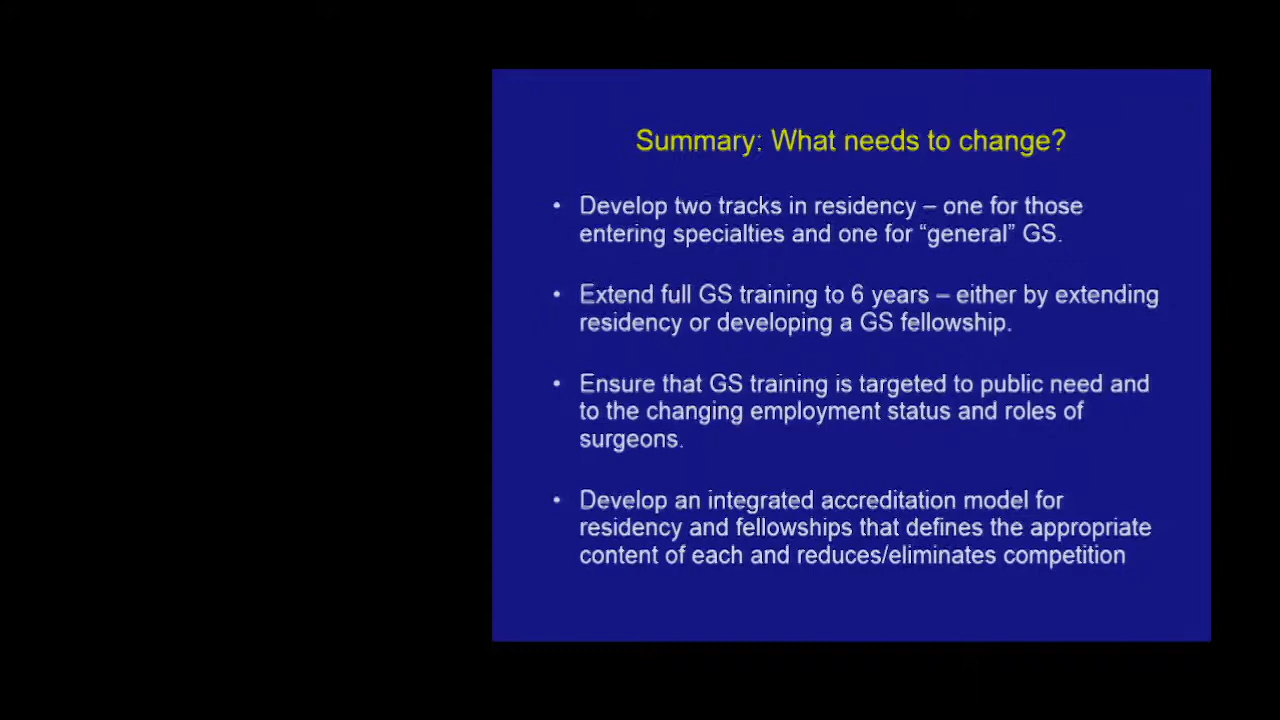 Summary: What needs to change?
• Develop two tracks in residency – one for those
entering specialties and one for “general” GS.
• Extend full GS training to 6 years – either by extending
residency or developing a GS fellowship.
• Ensure that GS training is targeted to public need and
to the changing employment status and roles of
surgeons.
• Develop an integrated accreditation model for
residency and fellowships that defines the appropriate
content of each and reduces/eliminates competition